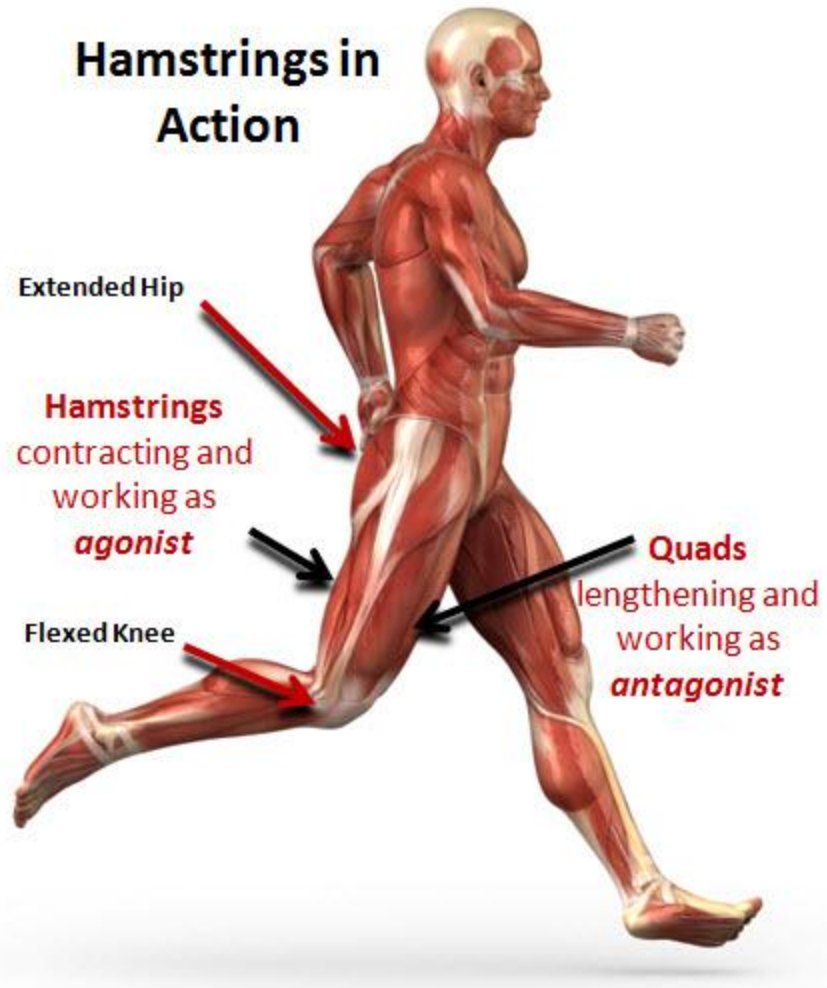 Hamstrings in
Action
Extended Hip
Hamstrings
contracting and
working as
agonist
Quads
lengthening and
working as
antagonist
Flexed Knee